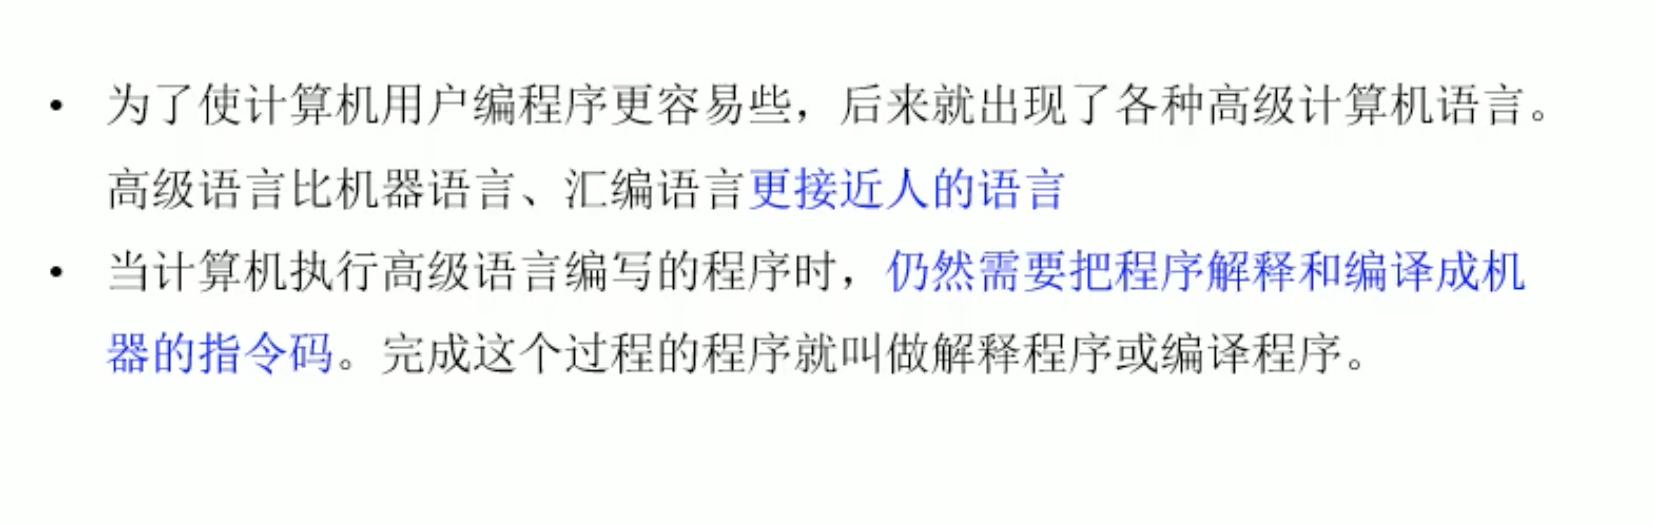 • 为了使计算机用户编程序更容易些，后来就出现了各种高级计算机语言。
高级语言比机器语言、汇编语言更接近人的语言
• 当计算机执行高级语言编写的程序时，仍然需要把程序解释和编译成机
器的指令码。完成这个过程的程序就叫做解释程序或编译程序。